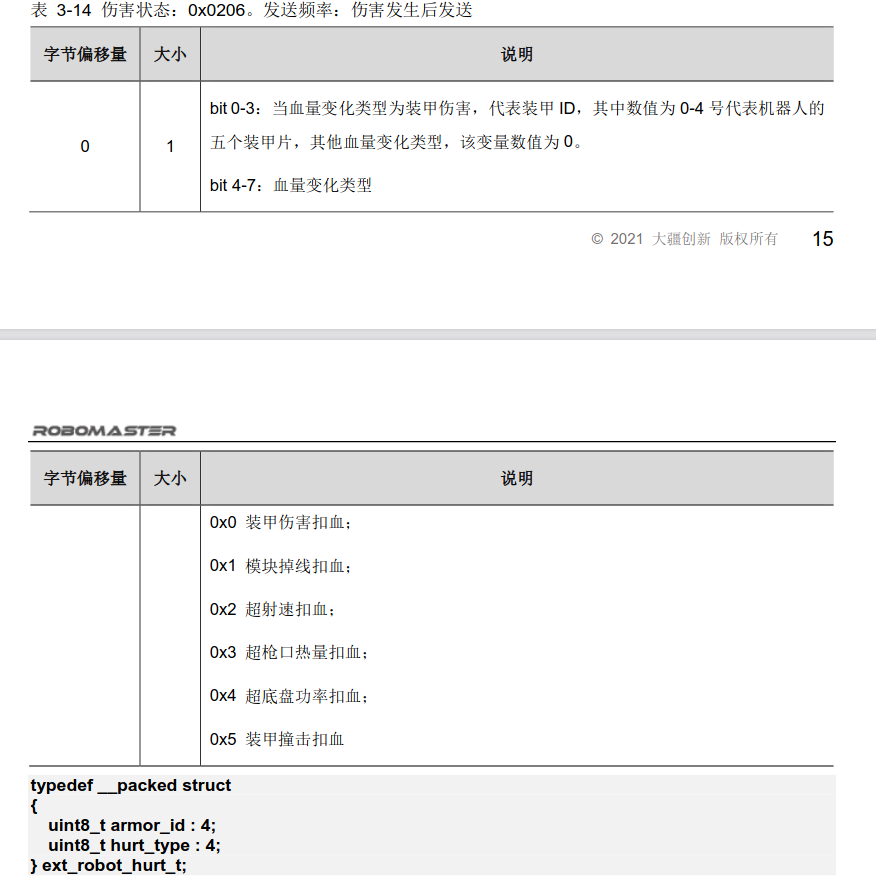 表 3-14 伤害状态：0x0206。发送频率：伤害发生后发送
字节偏移量 大小 说明
0 1 bit 0-3：当血量变化类型为装甲伤害，代表装甲 ID，其中数值为 0-4 号代表机器人的
五个装甲片，其他血量变化类型，该变量数值为 0。
bit 4-7：血量变化类型
© 2021 大疆创新 版权所有 15
ROBOMASTER
字节偏移量 大小 说明
0x0 装甲伤害扣血；
0x1 模块掉线扣血；
0x2 超射速扣血；
0x3 超枪口热量扣血；
0x4 超底盘功率扣血；
0x5 装甲撞击扣血
typedef __packed struct
{
uint8_t armor_id : 4;
uint8_t hurt_type : 4;
} ext_robot_hurt_t;